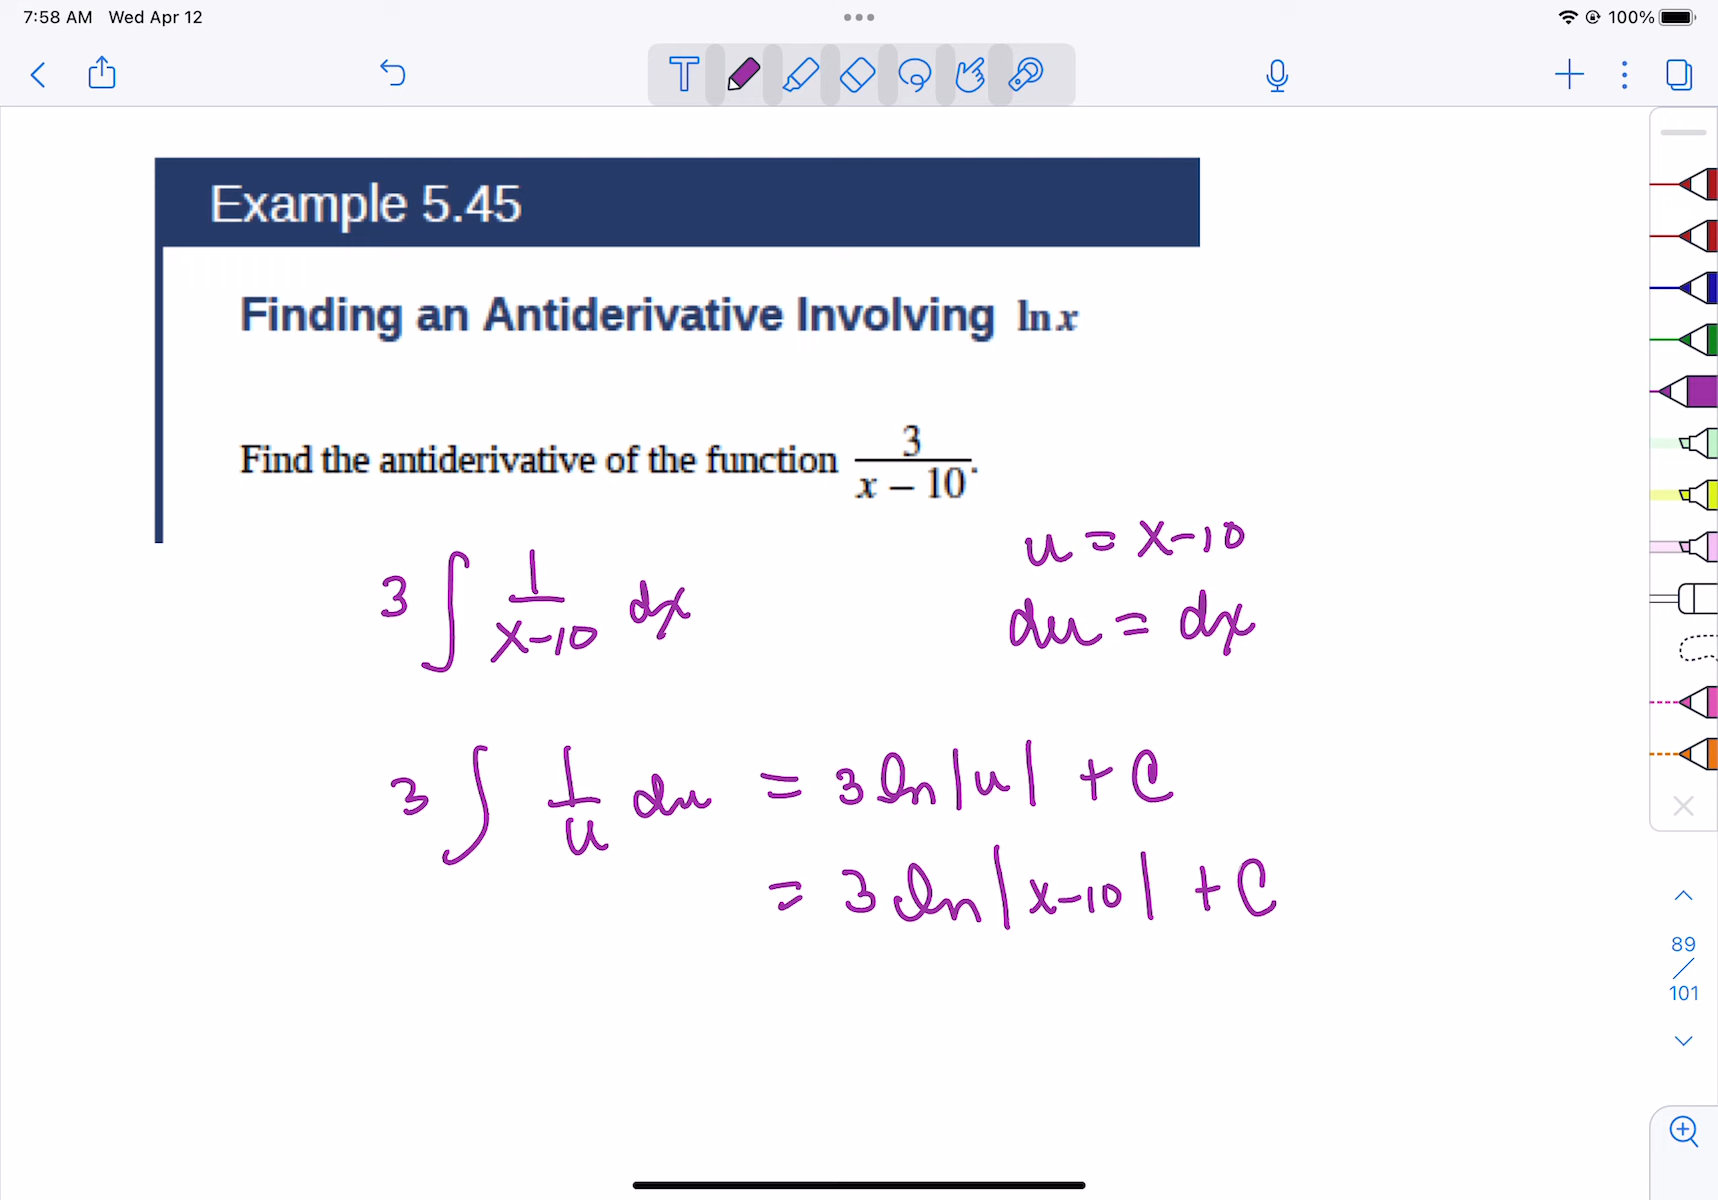 7:58 AM Wed Apr 12
100%
T
Example 5.45
Finding an Antiderivative Involving ln x
Find the antiderivative of the function 3/(x – 10).
u = x-10
3 ∫ 1/(x-10) dx
du = dx
3 ∫ 1/u du = 3 ln|u| + C
= 3 ln|x-10| + C
89
/
101